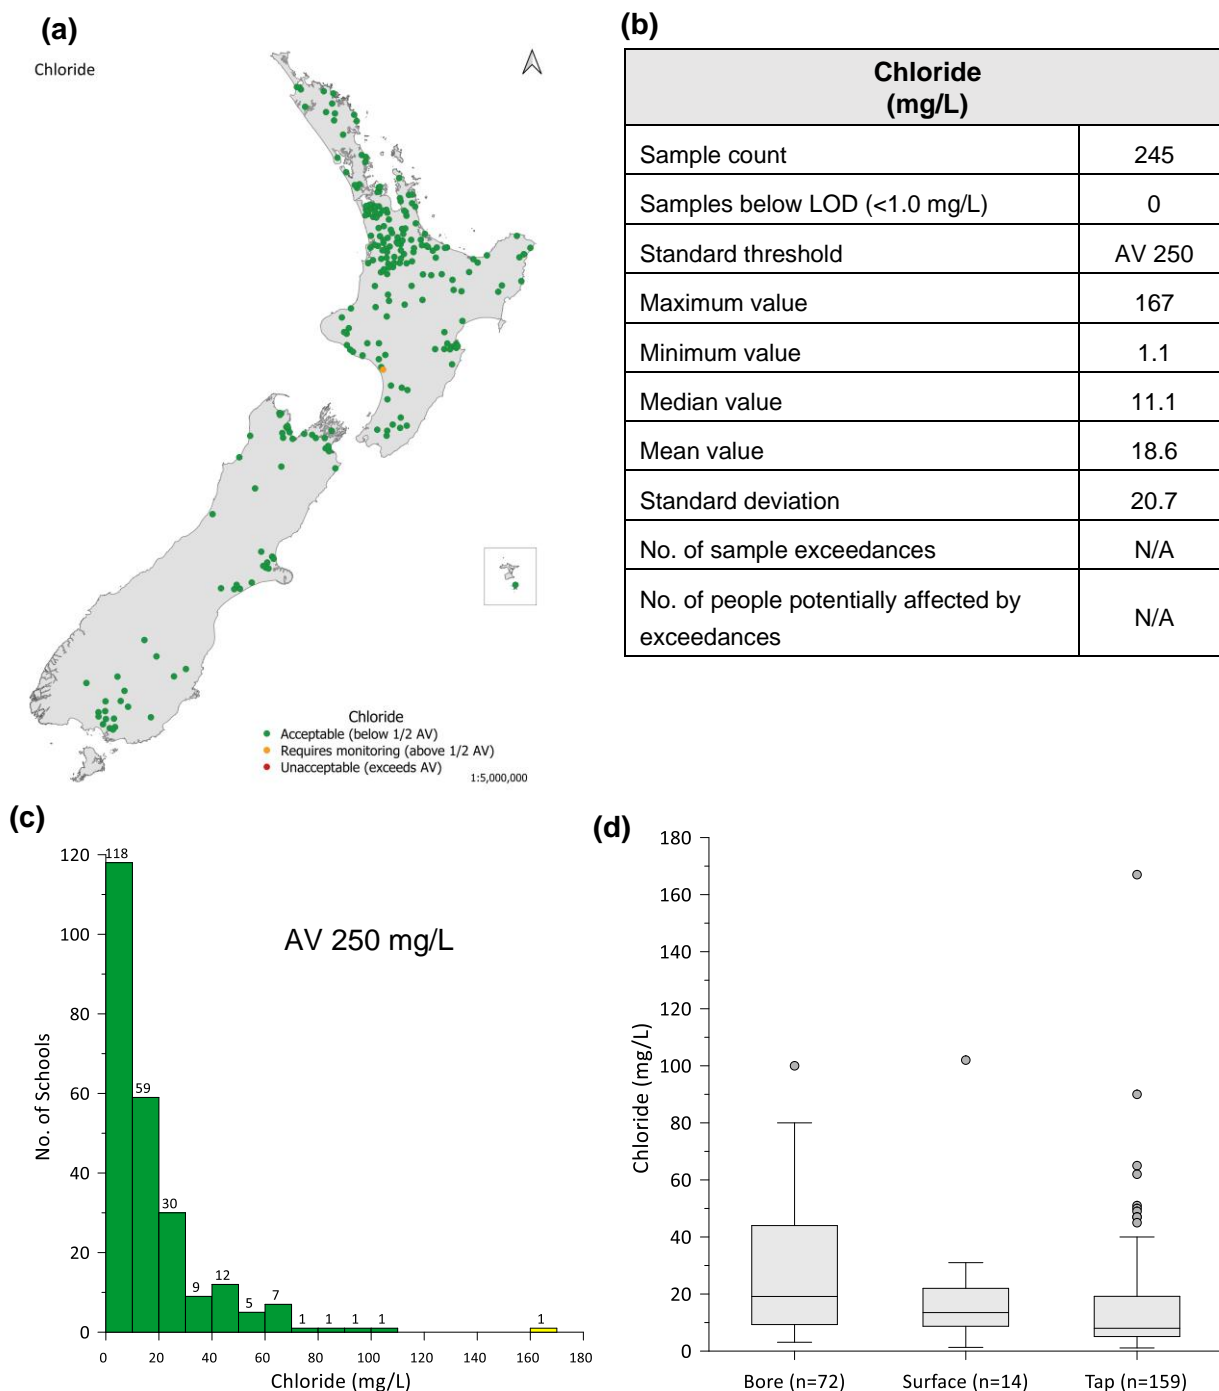 (a)
Chloride
Chloride
Acceptable (below 1/2 AV)
Requires monitoring (above 1/2 AV)
Unacceptable (exceeds AV)
1:5,000,000
(b)
Chloride
(mg/L)
Sample count 245
Samples below LOD (<1.0 mg/L) 0
Standard threshold AV 250
Maximum value 167
Minimum value 1.1
Median value 11.1
Mean value 18.6
Standard deviation 20.7
No. of sample exceedances N/A
No. of people potentially affected by
exceedances N/A
(c)
No. of Schools
120
100
80
60
40
20
0
118
59
30
9
12
5
7
1
1
1
1
1
AV 250 mg/L
0 20 40 60 80 100 120 140 160 180
Chloride (mg/L)
(d)
Chloride (mg/L)
180
160
140
120
100
80
60
40
20
0
Bore (n=72) Surface (n=14) Tap (n=159)